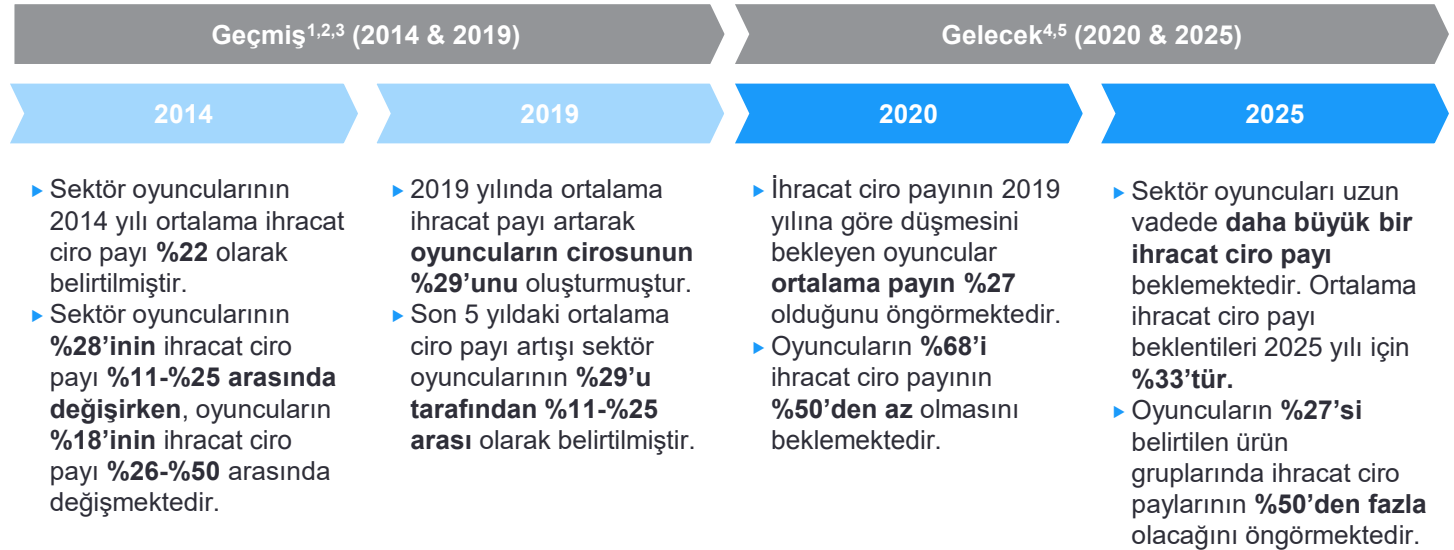 Geçmiş1,2,3 (2014 & 2019)
Gelecek4,5 (2020 & 2025)
2014
2019
2020
2025
▶ Sektör oyuncularının
2014 yılı ortalama ihracat
ciro payı %22 olarak
belirtilmiştir.
▶ Sektör oyuncularının
%28’inin ihracat ciro
payı %11-%25 arasında
değişirken, oyuncuların
%18’inin ihracat ciro
payı %26-%50 arasında
değişmektedir.
▶ 2019 yılında ortalama
ihracat payı artarak
oyuncuların cirosunun
%29’unu oluşturmuştur.
▶ Son 5 yıldaki ortalama
ciro payı artışı sektör
oyuncularının %29’u
tarafından %11-%25
arası olarak belirtilmiştir.
▶ İhracat ciro payının 2019
yılına göre düşmesini
bekleyen oyuncular
ortalama payın %27
olduğunu öngörmektedir.
▶ Oyuncuların %68’i
ihracat ciro payının
%50’den az olmasını
beklemektedir.
▶ Sektör oyuncuları uzun
vadede daha büyük bir
ihracat ciro payı
beklemektedir. Ortalama
ihracat ciro payı
beklentileri 2025 yılı için
%33’tür.
▶ Oyuncuların %27’si
belirtilen ürün
gruplarında ihracat ciro
paylarının %50’den fazla
olacağını öngörmektedir.